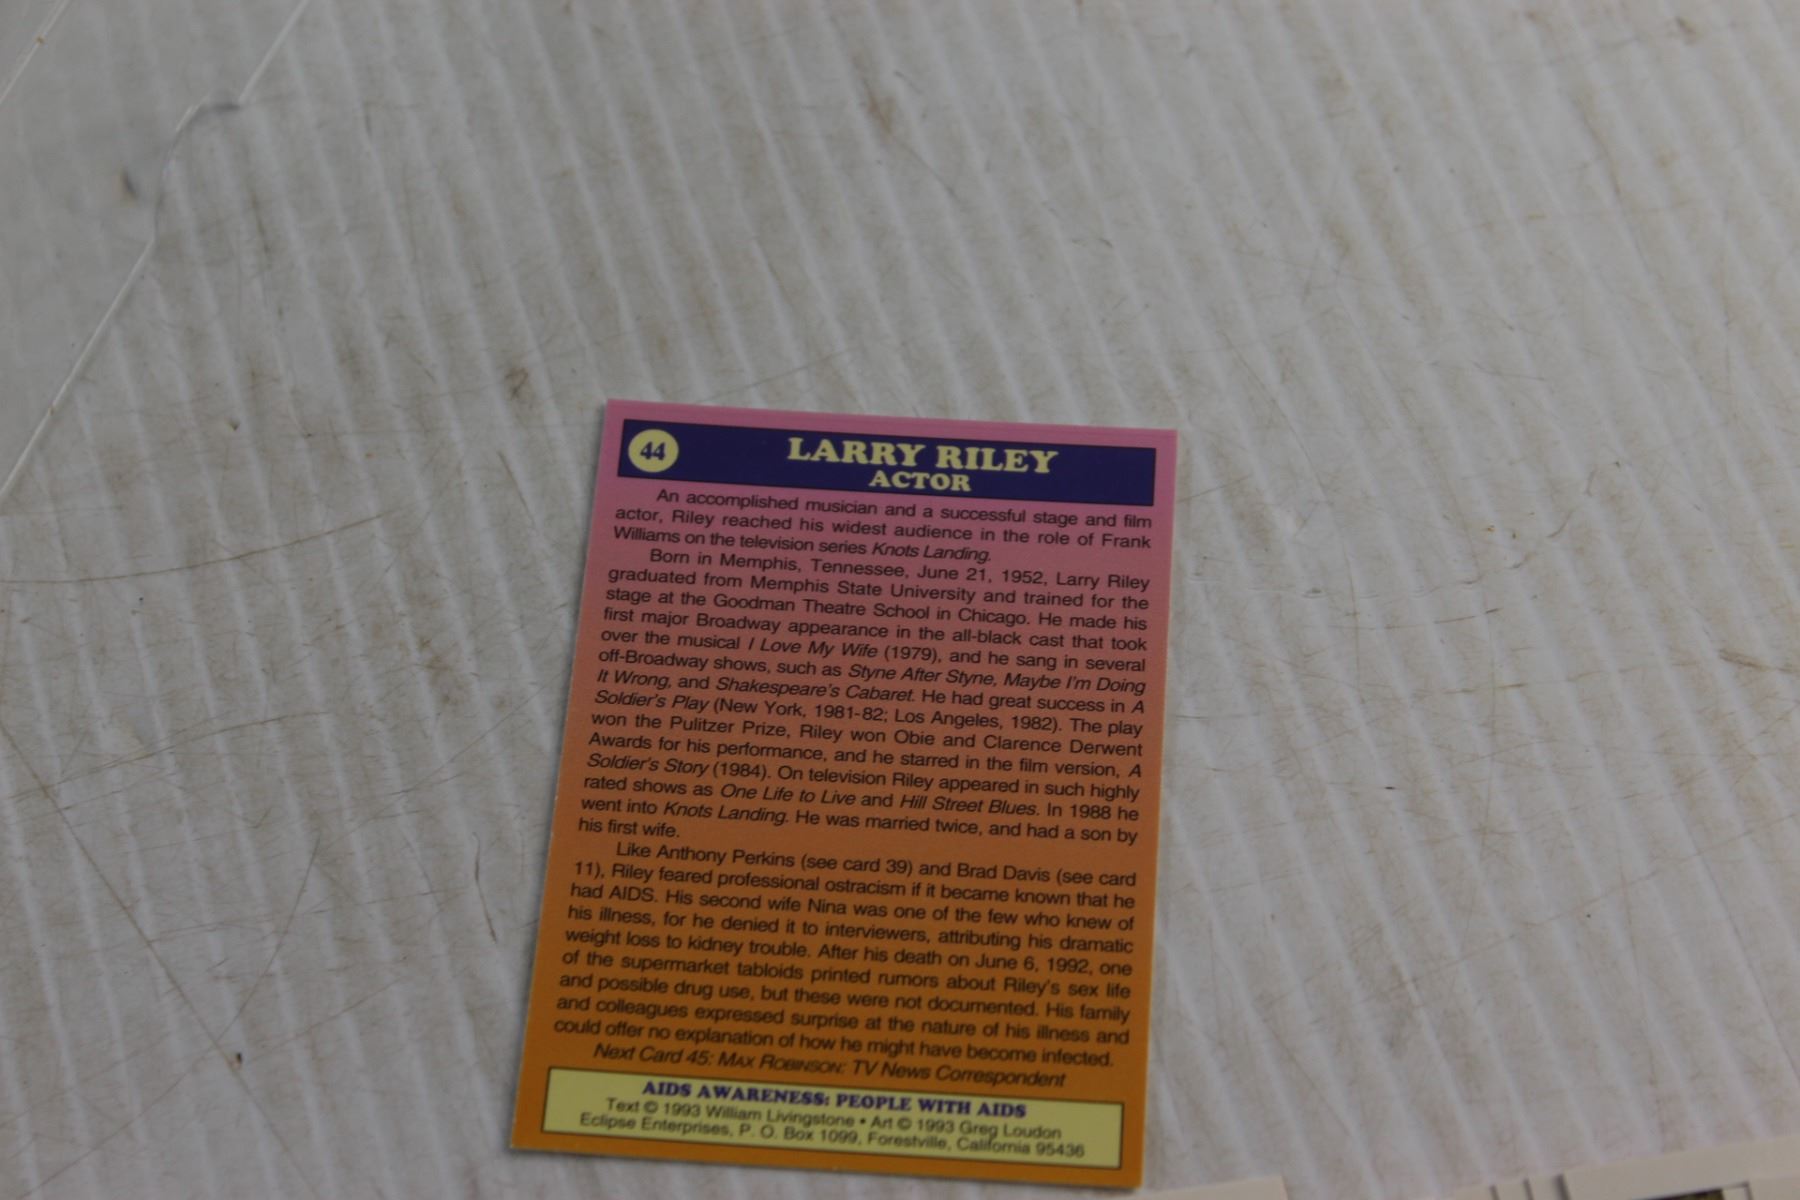 44
LARRY RILEY
ACTOR
An accomplished musician and a successful stage and film
actor, Riley reached his widest audience in the role of Frank
Williams on the television series Knots Landing.
Born in Memphis, Tennessee, June 21, 1952, Larry Riley
graduated from Memphis State University and trained for the
stage at the Goodman Theatre School in Chicago. He made his
first major Broadway appearance in the all-black cast that took
over the musical I Love My Wife (1979), and he sang in several
off-Broadway shows, such as Styne After Styne, Maybe I'm Doing
It Wrong, and Shakespeare's Cabaret. He had great success in A
Soldier's Play (New York, 1981-82; Los Angeles, 1982). The play
won the Pulitzer Prize, Riley won Obie and Clarence Derwent
Awards for his performance, and he starred in the film version, A
Soldier's Story (1984). On television Riley appeared in such highly
rated shows as One Life to Live and Hill Street Blues. In 1988 he
went into Knots Landing. He was married twice, and had a son by
his first wife.
Like Anthony Perkins (see card 39) and Brad Davis (see card
11), Riley feared professional ostracism if it became known that he
had AIDS. His second wife Nina was one of the few who knew of
his illness, for he denied it to interviewers, attributing his dramatic
weight loss to kidney trouble. After his death on June 6, 1992, one
of the supermarket tabloids printed rumors about Riley's sex life
and possible drug use, but these were not documented. His family
and colleagues expressed surprise at the nature of his illness and
could offer no explanation of how he might have become infected.
Next Card 45: MAX ROBINSON: TV News Correspondent
AIDS AWARENESS: PEOPLE WITH AIDS
Text © 1993 William Livingstone • Art © 1993 Greg Loudon
Eclipse Enterprises, P. O. Box 1099, Forestville, California 95436